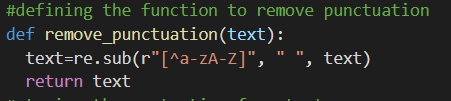 #defining the function to remove punctuation
def remove_punctuation(text):
  text=re.sub(r"[^a-zA-Z]", " ", text)
  return text